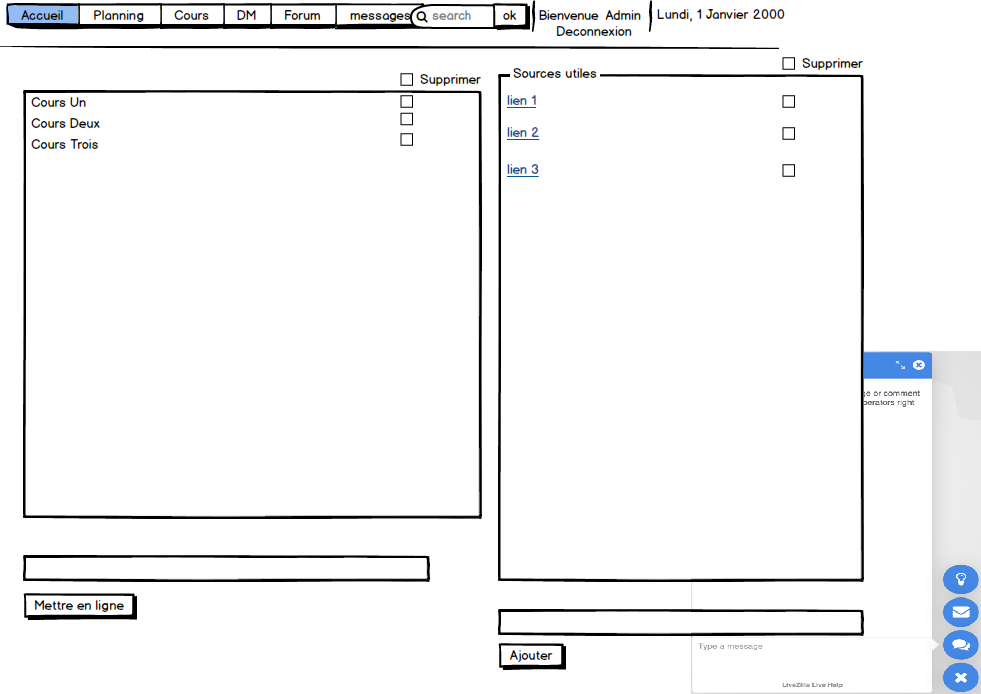 Accueil Planning Cours DM Forum messages search ok Bienvenue Admin Lundi, 1 Janvier 2000
Deconnexion
Supprimer
Cours Un
Cours Deux
Cours Trois
Mettre en ligne
Supprimer
Sources utiles
lien 1
lien 2
lien 3
Ajouter
or comment
right
Type a message
LiveZilla Live Help